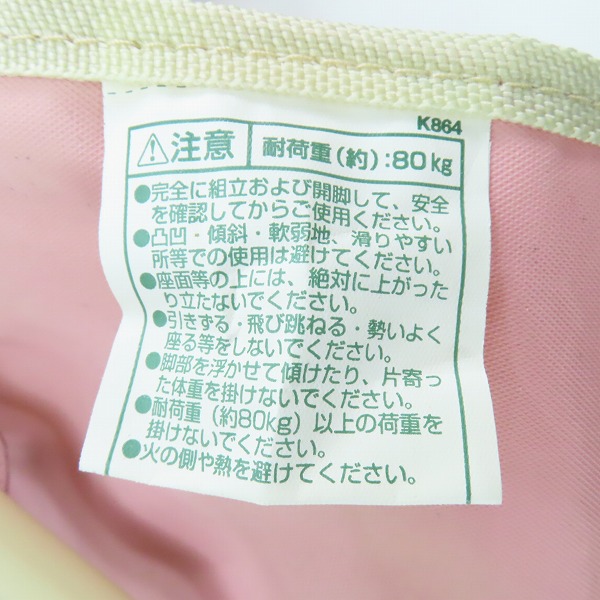 K864
⚠注意 耐荷重(約):80kg
●完全に組立および開脚して、安全
を確認してからご使用ください。
●凸凹・傾斜・軟弱地、滑りやすい
所等での使用は避けてください。
●座面等の上には、絶対に上がった
り立たないでください。
●引きずる・飛び跳ねる・勢いよく
座る等をしないでください。
●脚部を浮かせて傾けたり、片寄っ
た体重を掛けないでください。
●耐荷重(約80kg)以上の荷重を
掛けないでください。
●火の側や熱を避けてください。